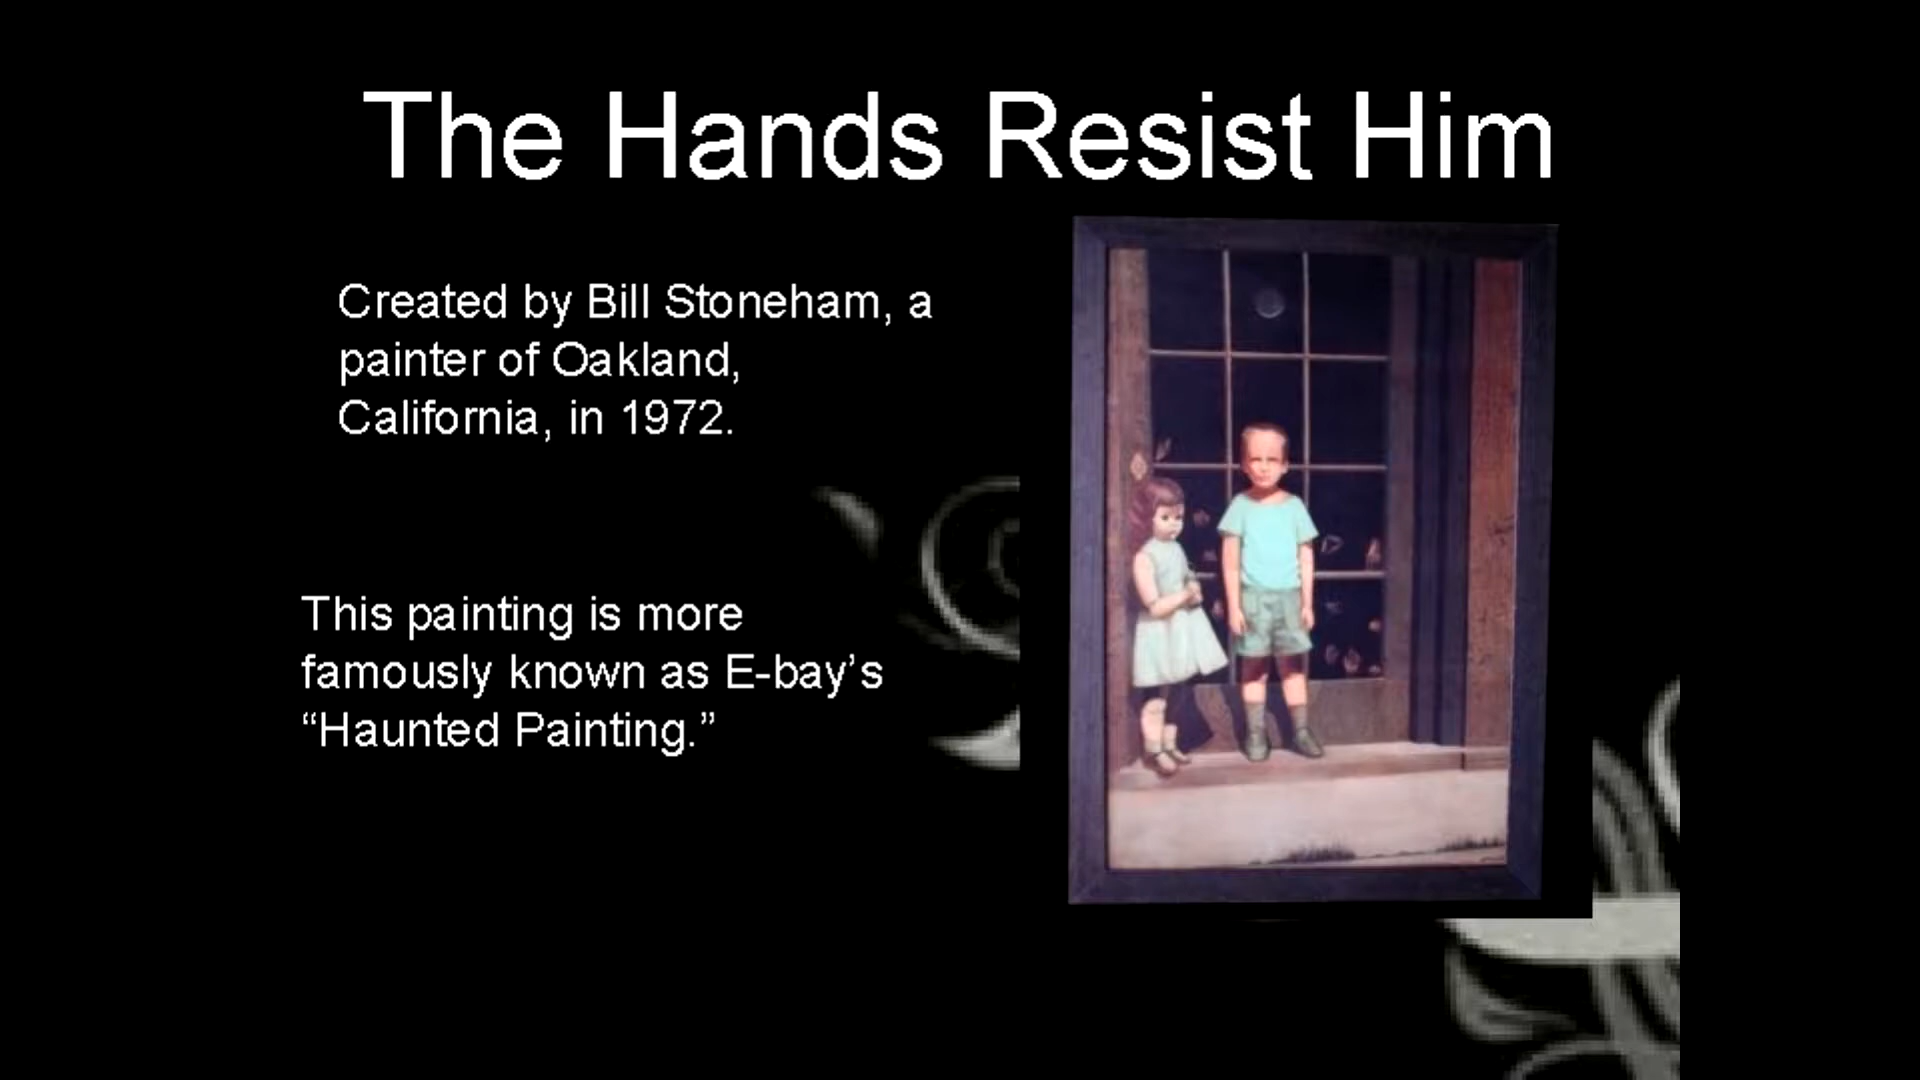 The Hands Resist Him
Created by Bill Stoneham, a
painter of Oakland,
California, in 1972.
This painting is more
famously known as E-bay’s
“Haunted Painting.”